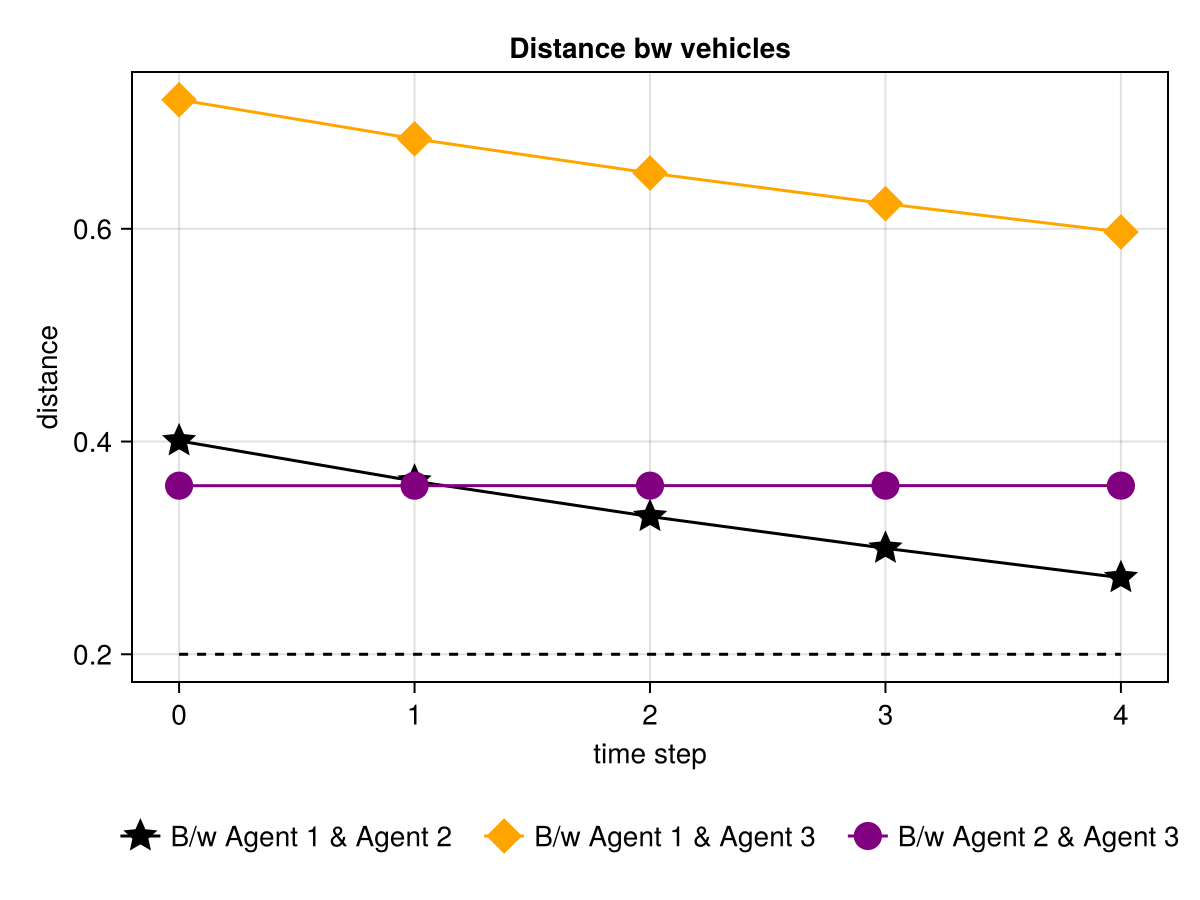 Distance bw vehicles
distance
0.6
0.4
0.2
0 1 2 3 4
time step
B/w Agent 1 & Agent 2 B/w Agent 1 & Agent 3 B/w Agent 2 & Agent 3